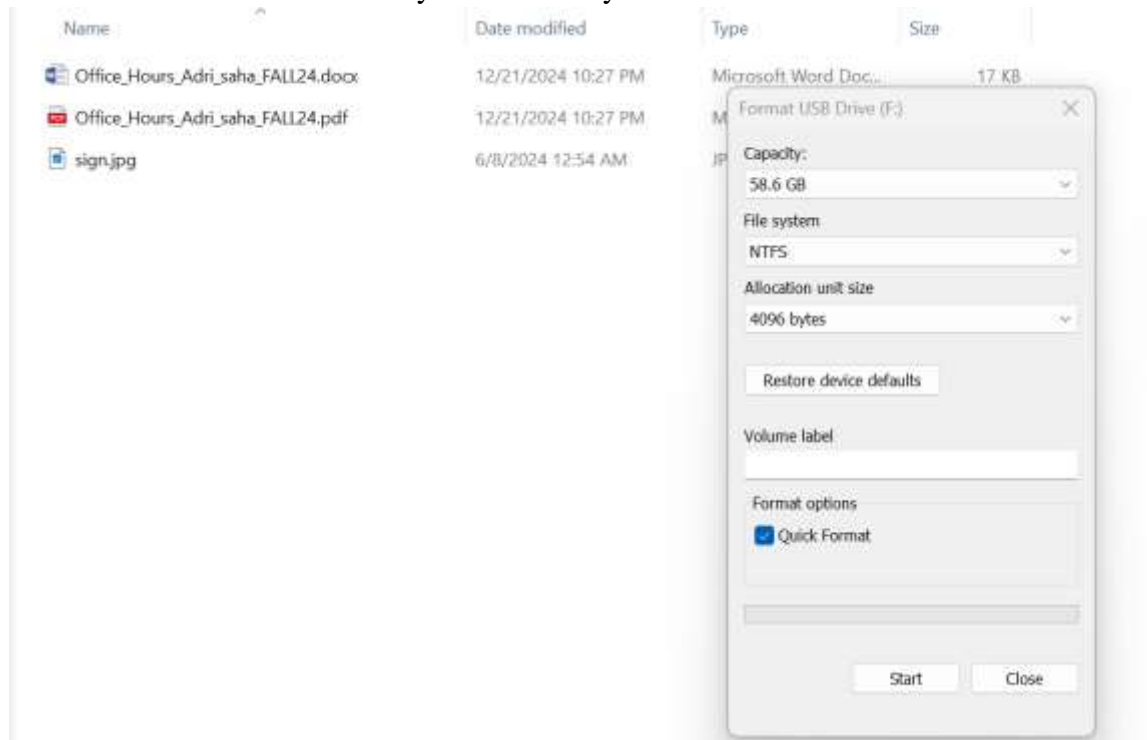 Name Date modified Type Size
Office_Hours_Adri_saha_FALL24.docx 12/21/2024 10:27 PM Microsoft Word Doc... 17 KB
Office_Hours_Adri_saha_FALL24.pdf 12/21/2024 10:27 PM M
sign.jpg 6/8/2024 12:54 AM JP
Format USB Drive (F:)
Capacity:
58.6 GB
File system
NTFS
Allocation unit size
4096 bytes
Restore device defaults
Volume label
Format options
Quick Format
Start Close